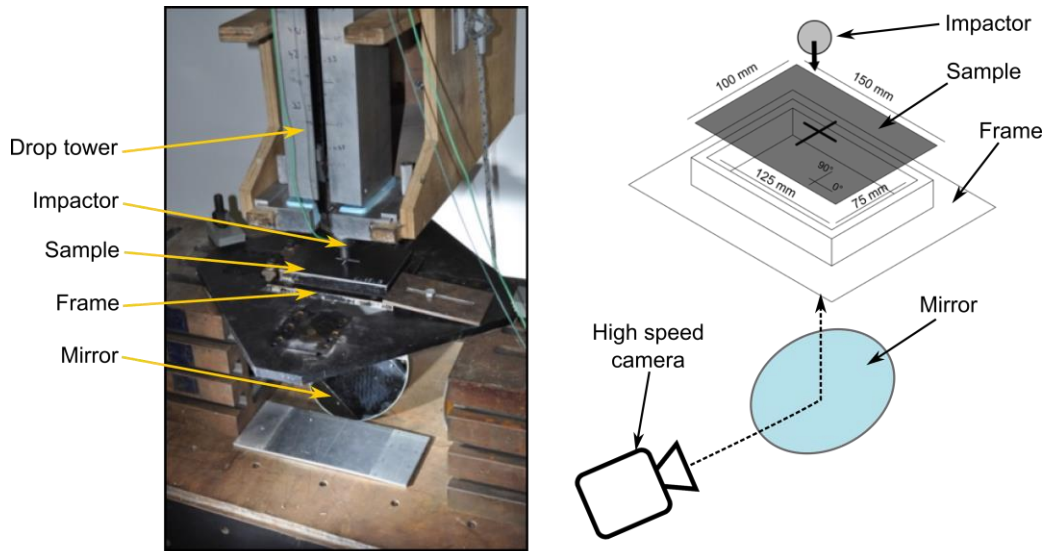 Drop tower
Impactor
Sample
Frame
Mirror
Impactor
100 mm
150 mm
Sample
Frame
90°
0°
125 mm
75 mm
Mirror
High speed
camera